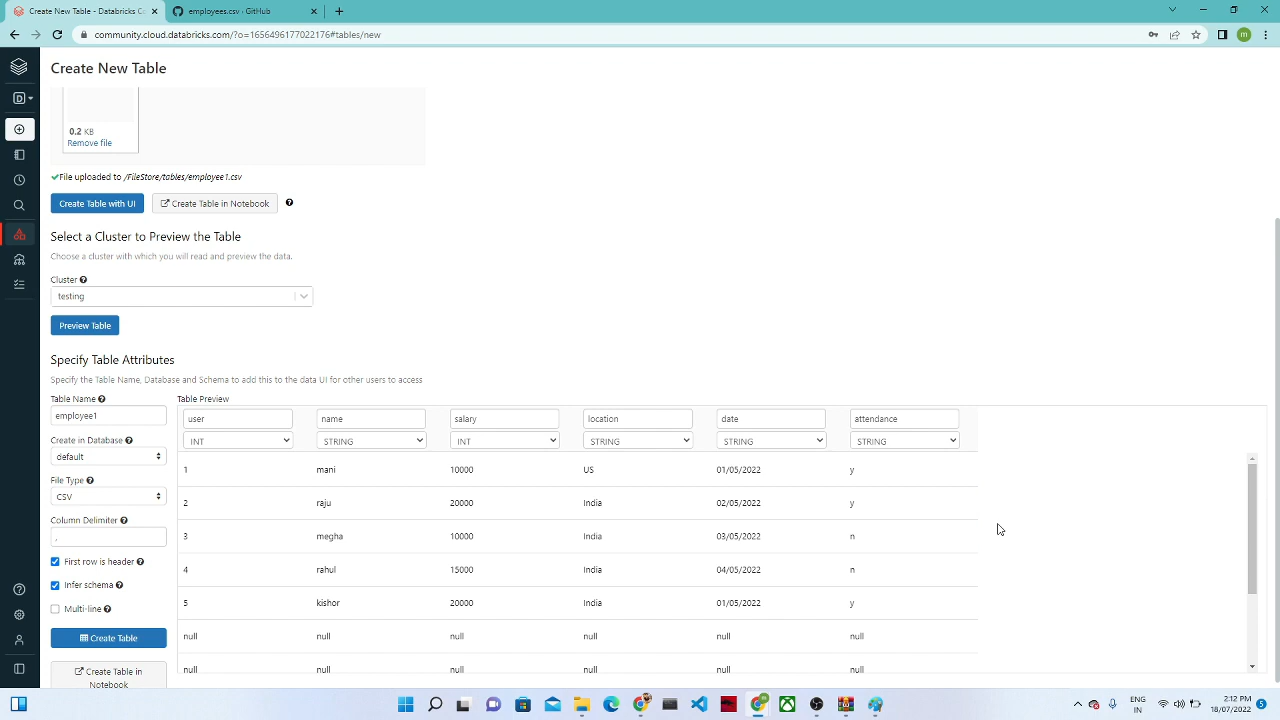 Create New Table - Databricks Co
employees.csv · GitHub
community.cloud.databricks.com/?o=1656496177022176#tables/new
m
Create New Table
D
0.2 KB
Remove file
File uploaded to /FileStore/tables/employee1.csv
Create Table with UI
Create Table in Notebook
Select a Cluster to Preview the Table
Choose a cluster with which you will read and preview the data.
Cluster
testing
Preview Table
Specify Table Attributes
Specify the Table Name, Database and Schema to add this to the data UI for other users to access
Table Name
employee1
Create in Database
default
File Type
CSV
Column Delimiter
,
First row is header
Infer schema
Multi-line
Create Table
Create Table in
Notebook
Table Preview
user name salary location date attendance
INT STRING INT STRING STRING STRING
1 mani 10000 US 01/05/2022 y
2 raju 20000 India 02/05/2022 y
3 megha 10000 India 03/05/2022 n
4 rahul 15000 India 04/05/2022 n
5 kishor 20000 India 01/05/2022 y
null null null null null null
null null null null null null
ENG
IN
2:12 PM
18/07/2022
5